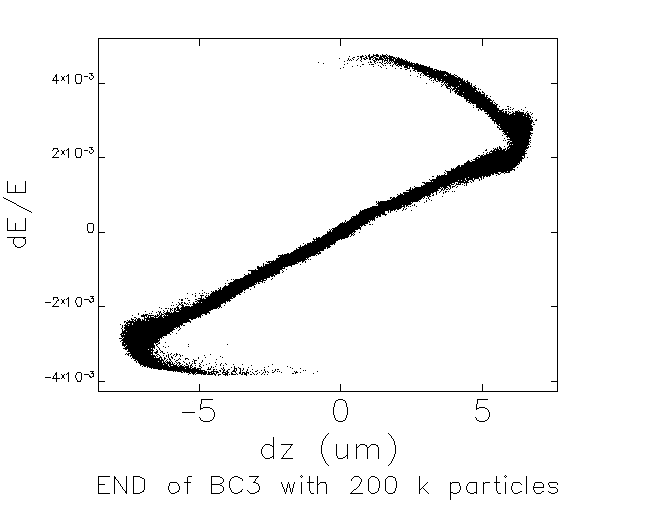 4×10⁻³
2×10⁻³
0
−2×10⁻³
−4×10⁻³
dE/E
−5 0 5
dz (um)
END of BC3 with 200 k particles